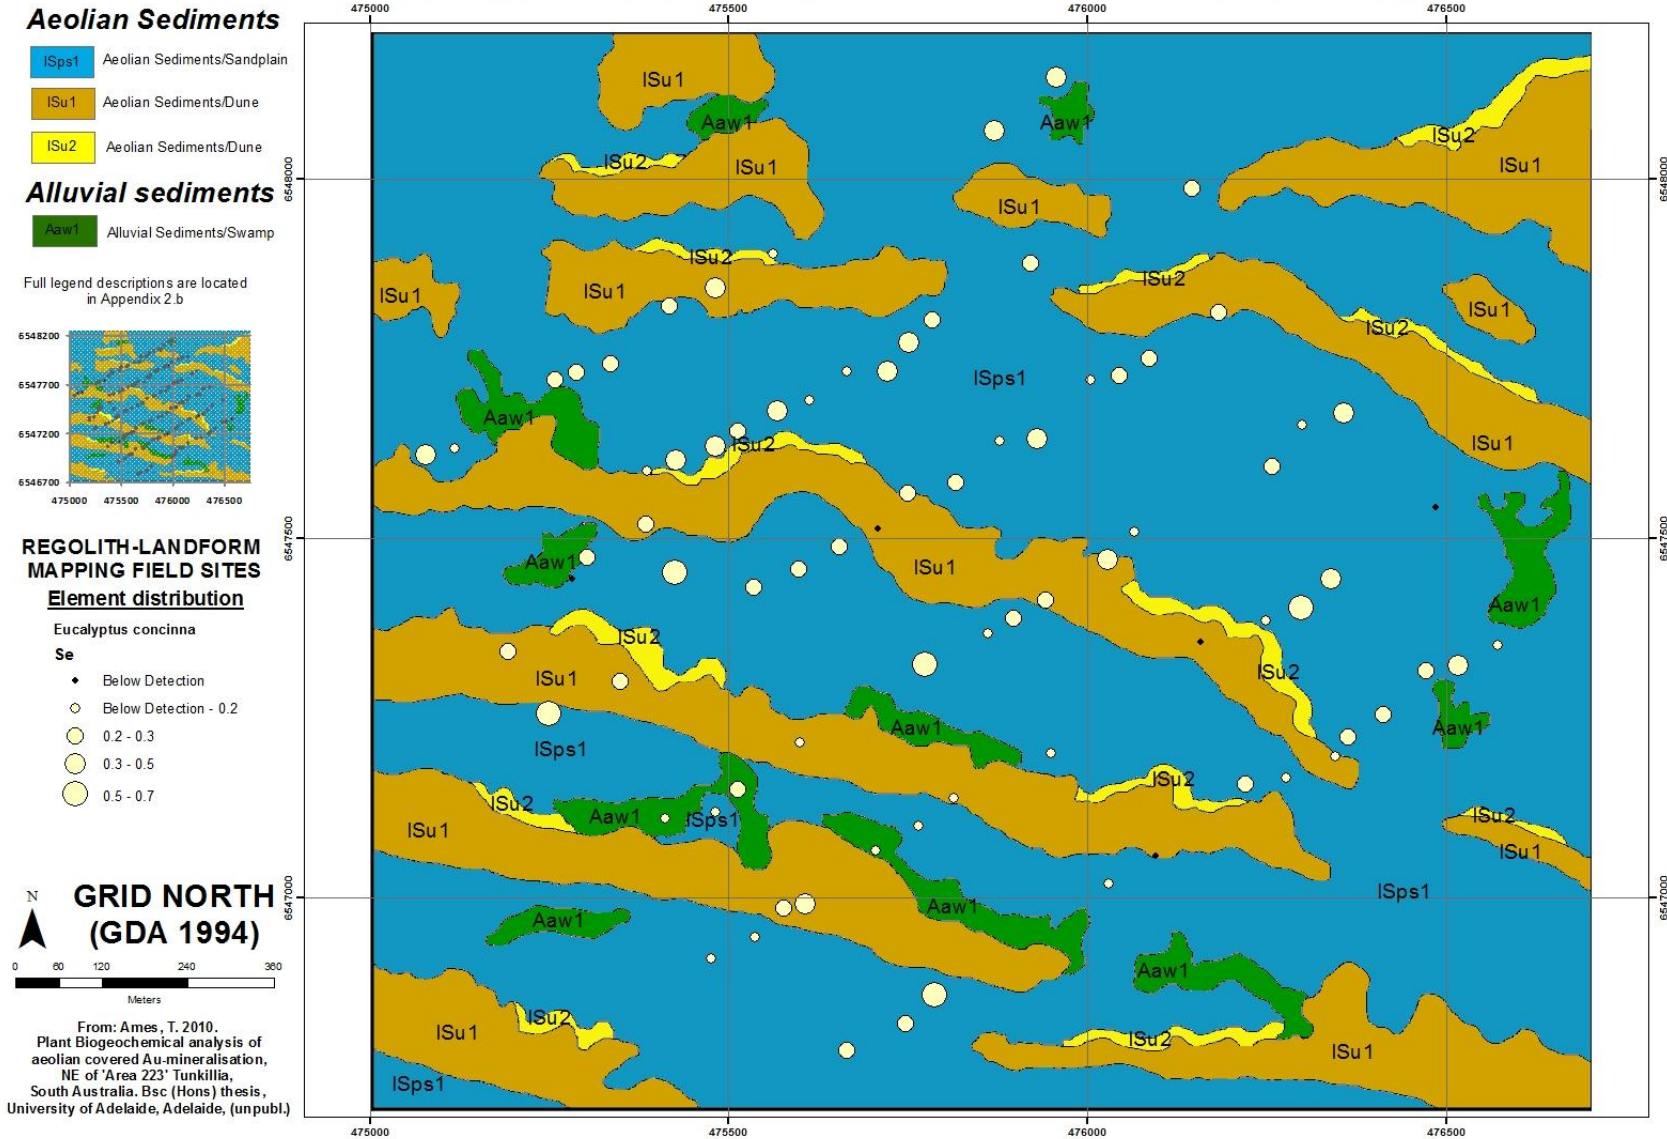 Aeolian Sediments
ISps1 Aeolian Sediments/Sandplain
ISu1 Aeolian Sediments/Dune
ISu2 Aeolian Sediments/Dune
Alluvial sediments
Aaw1 Alluvial Sediments/Swamp
Full legend descriptions are located
in Appendix 2.b
6548200
6547700
6547200
6546700
475000 475500 476000 476500
REGOLITH-LANDFORM
MAPPING FIELD SITES
Element distribution
Eucalyptus concinna
Se
Below Detection
Below Detection - 0.2
0.2 - 0.3
0.3 - 0.5
0.5 - 0.7
N
GRID NORTH
(GDA 1994)
0 60 120 240 360
Meters
From: Ames, T. 2010.
Plant Biogeochemical analysis of
aeolian covered Au-mineralisation,
NE of 'Area 223' Tunkillia,
South Australia. Bsc (Hons) thesis,
University of Adelaide, Adelaide, (unpubl.)
475000 475500 476000 476500
ISu1
Aaw1 Aaw1
ISu2
ISu2 ISu1 ISu1
6548000 6548000
ISu1
ISu2
ISu2
ISu1 ISu1
ISu1
ISu2
ISps1
Aaw1
ISu2 ISu1
6547500 6547500
Aaw1 ISu1
Aaw1
ISu2
ISu1 ISu2
Aaw1 Aaw1
ISps1
ISu2
ISu2
Aaw1 ISps1 ISu2
ISu1
ISu1
ISps1
6547000 6547000
Aaw1
Aaw1
Aaw1
ISu2
ISu1 ISu2
ISu1
ISps1
475000 475500 476000 476500